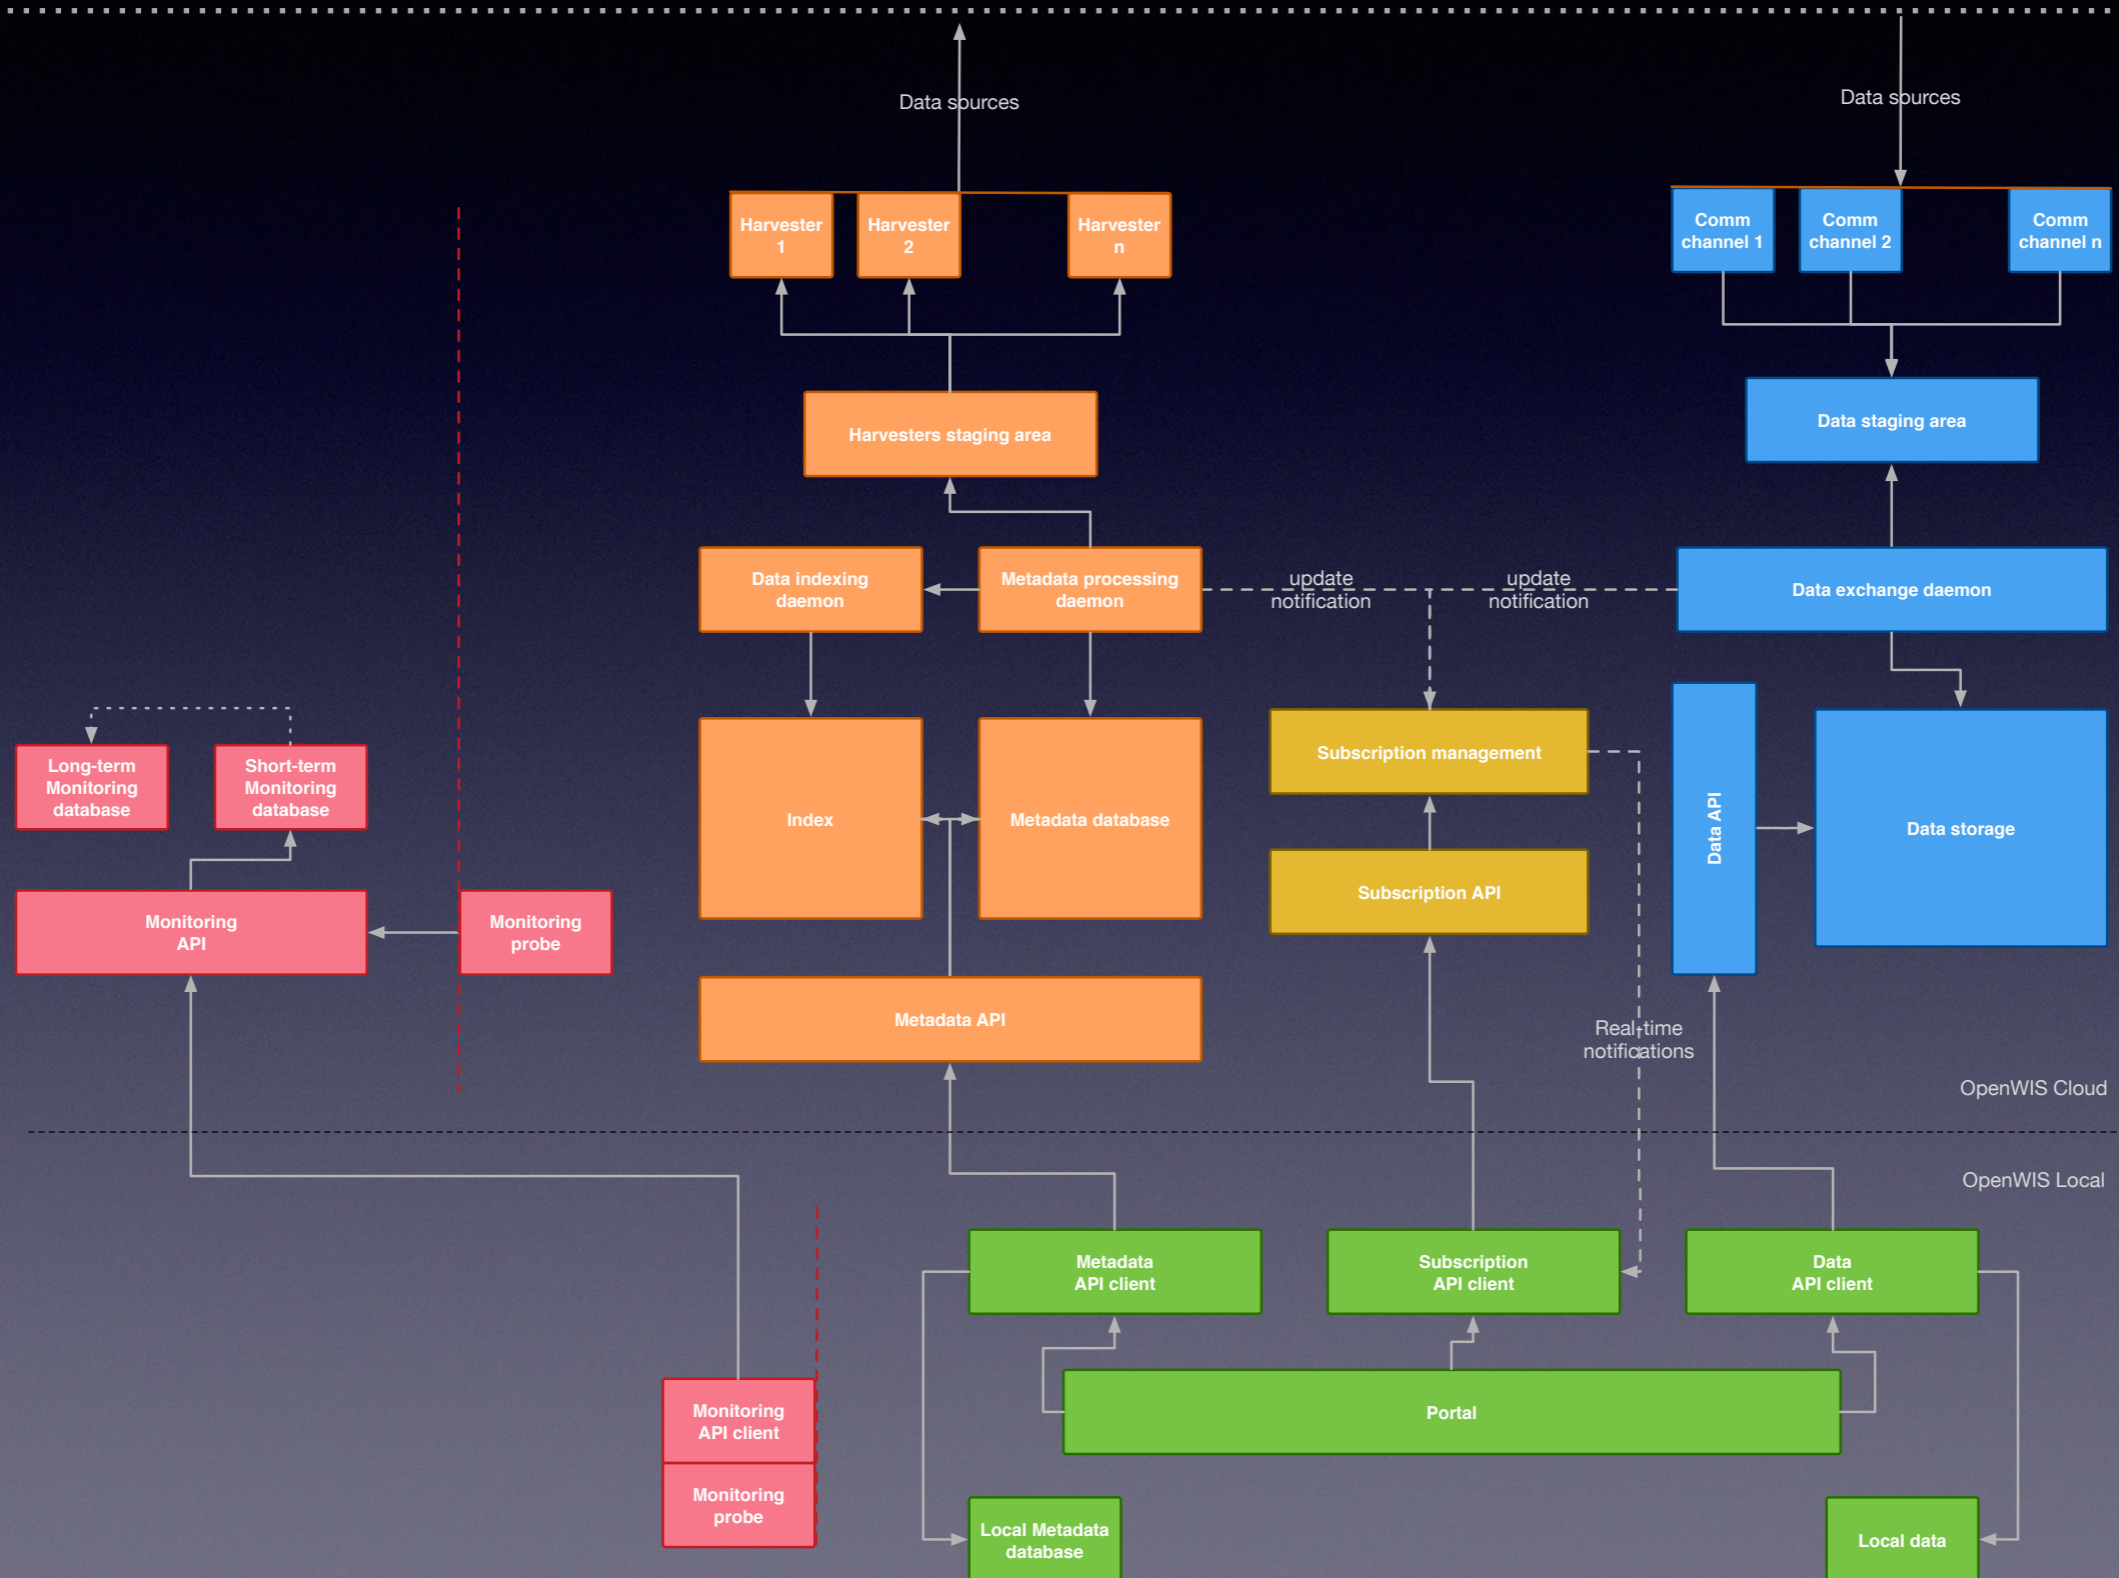 Data sources
Data sources
Harvester
1
Harvester
2
Harvester
n
Comm
channel 1
Comm
channel 2
Comm
channel n
Harvesters staging area
Data staging area
Data indexing
daemon
Metadata processing
daemon
update
notification
update
notification
Data exchange daemon
Long-term
Monitoring
database
Short-term
Monitoring
database
Index
Metadata database
Subscription management
Data API
Data storage
Subscription API
Monitoring
API
Monitoring
probe
Metadata API
Real-time
notifications
OpenWIS Cloud
OpenWIS Local
Metadata
API client
Subscription
API client
Data
API client
Monitoring
API client
Portal
Monitoring
probe
Local Metadata
database
Local data